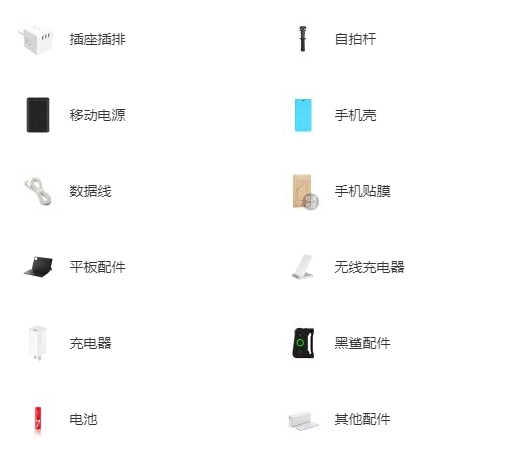 插座插排
自拍杆
移动电源
手机壳
数据线
手机贴膜
平板配件
无线充电器
充电器
黑鲨配件
电池
7
其他配件